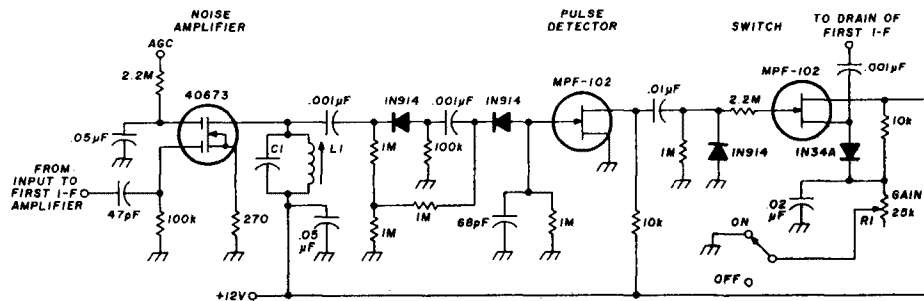 NOISE
AMPLIFIER
PULSE
DETECTOR
SWITCH
TO DRAIN OF
FIRST I-F
AGC
2.2M
40673
.05µF
FROM
INPUT TO
FIRST I-F
AMPLIFIER
47pF
100k
270
C1
L1
.05
µF
+12V
.001µF
1N914
.001µF
1N914
1M
100k
1M
1M
68pF
1M
MPF-102
10k
.01µF
1M
1N914
2.2M
MPF-102
.001µF
10k
1N34A
.02
µF
GAIN
25k
R1
ON
OFF